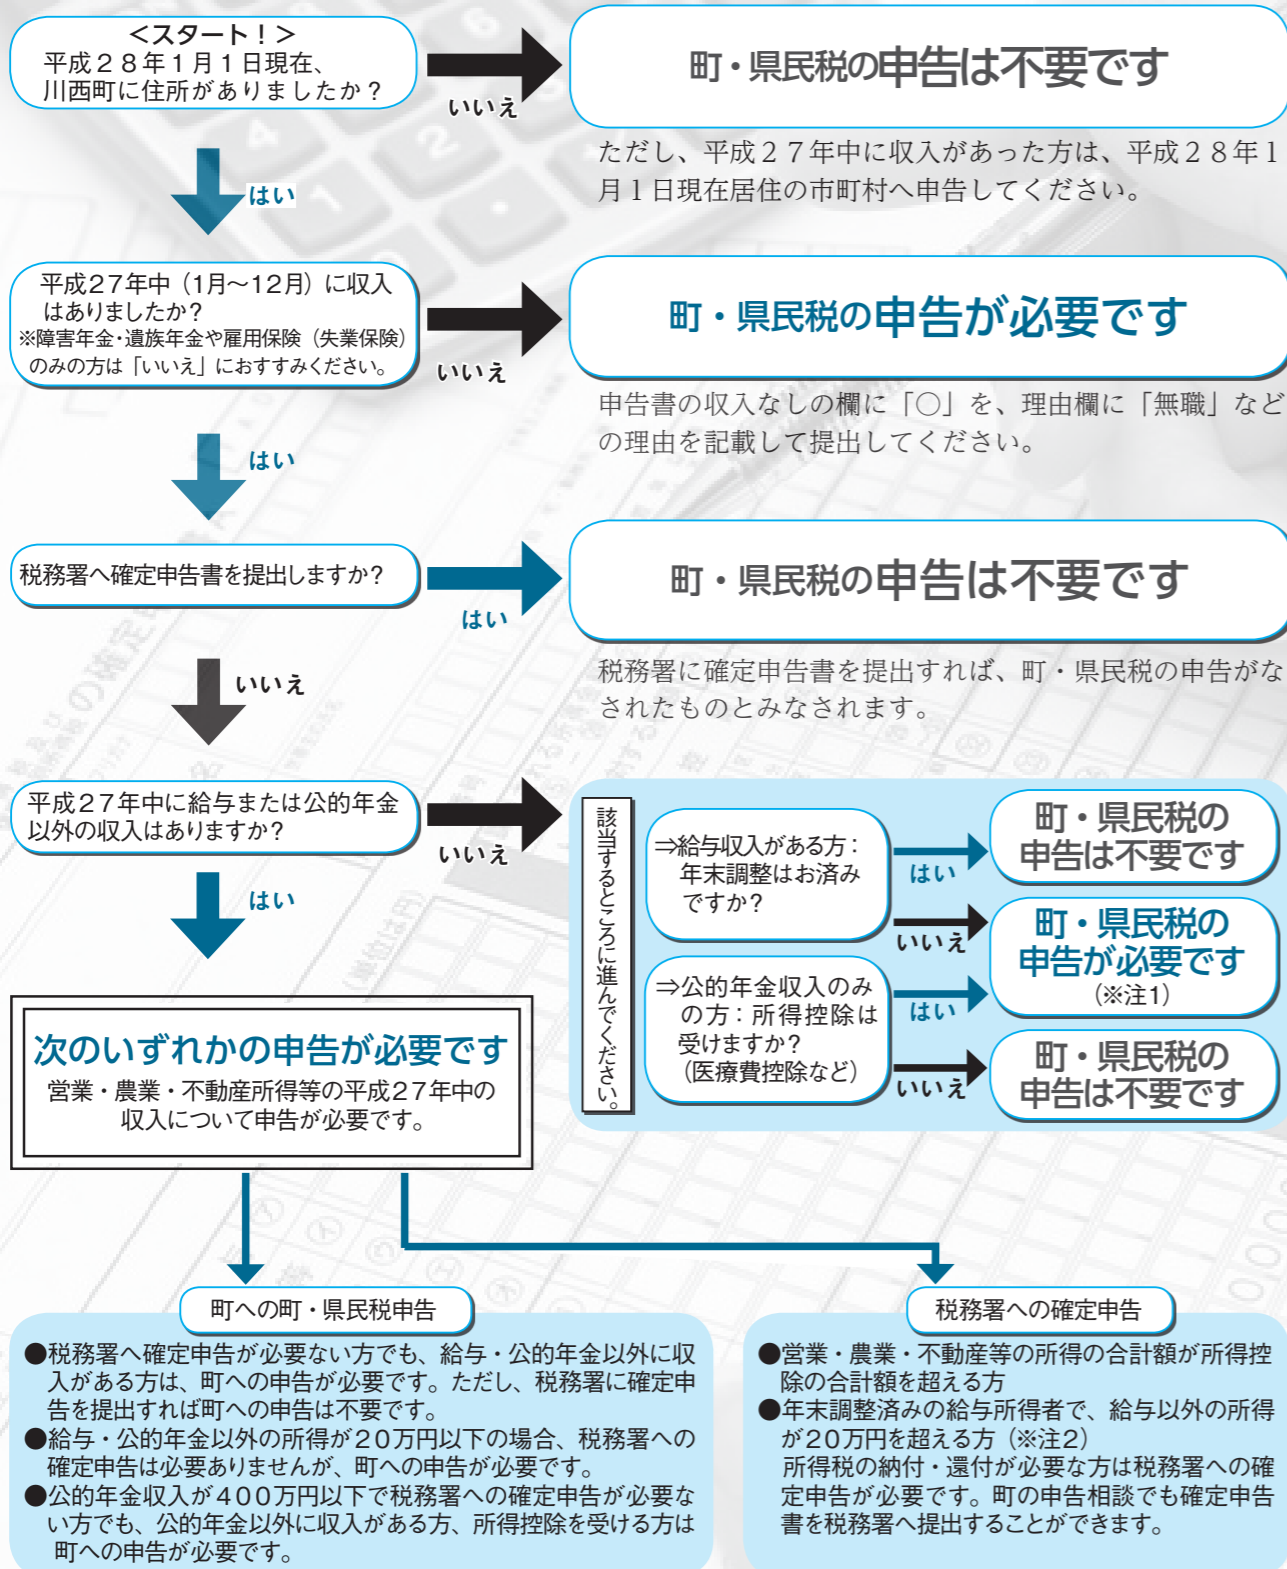 <スタート！>
平成２８年１月１日現在、
川西町に住所がありましたか？
いいえ
町・県民税の申告は不要です
ただし、平成２７年中に収入があった方は、平成２８年１
月１日現在居住の市町村へ申告してください。
はい
平成27年中（1月～12月）に収入
はありましたか？
※障害年金・遺族年金や雇用保険（失業保険）
のみの方は「いいえ」におすすみください。
いいえ
町・県民税の申告が必要です
申告書の収入なしの欄に「○」を、理由欄に「無職」など
の理由を記載して提出してください。
はい
税務署へ確定申告書を提出しますか？
はい
町・県民税の申告は不要です
税務署に確定申告書を提出すれば、町・県民税の申告がな
されたものとみなされます。
いいえ
平成27年中に給与または公的年金
以外の収入はありますか？
いいえ
該当するところに進んでください。
⇒給与収入がある方：
年末調整はお済み
ですか？
はい
町・県民税の
申告は不要です
いいえ
町・県民税の
申告が必要です
（※注1）
⇒公的年金収入のみ
の方：所得控除は
受けますか？
（医療費控除など）
はい
いいえ
町・県民税の
申告は不要です
はい
次のいずれかの申告が必要です
営業・農業・不動産所得等の平成27年中の
収入について申告が必要です。
町への町・県民税申告
●税務署へ確定申告が必要ない方でも、給与・公的年金以外に収
入がある方は、町への申告が必要です。ただし、税務署に確定申
告を提出すれば町への申告は不要です。
●給与・公的年金以外の所得が20万円以下の場合、税務署への
確定申告は必要ありませんが、町への申告が必要です。
●公的年金収入が400万円以下で税務署への確定申告が必要な
い方でも、公的年金以外に収入がある方、所得控除を受ける方は
町への申告が必要です。
税務署への確定申告
●営業・農業・不動産等の所得の合計額が所得控
除の合計額を超える方
●年末調整済みの給与所得者で、給与以外の所得
が20万円を超える方（※注2）
所得税の納付・還付が必要な方は税務署への確
定申告が必要です。町の申告相談でも確定申告
書を税務署へ提出することができます。